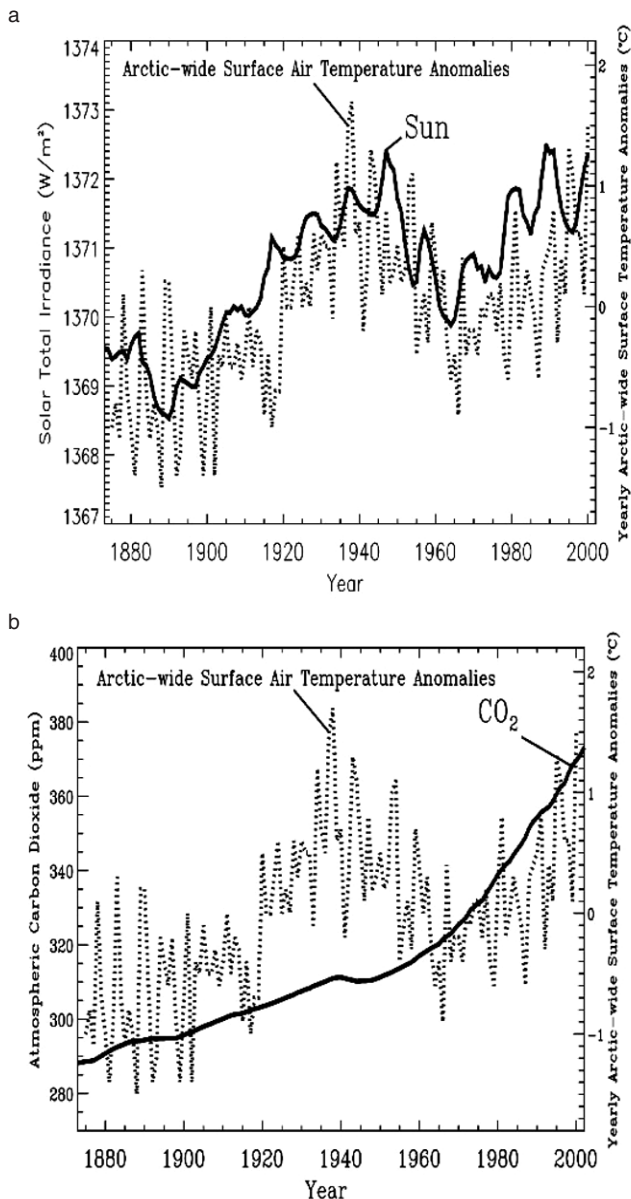 a
1374
1373
1372
1371
1370
1369
1368
1367
Solar Total Irradiance (W/m²)
Arctic-wide Surface Air Temperature Anomalies
Sun
2
1
0
-1
Yearly Arctic-wide Surface Temperature Anomalies (°C)
1880 1900 1920 1940 1960 1980 2000
Year
b
400
380
360
340
320
300
280
Atmospheric Carbon Dioxide (ppm)
Arctic-wide Surface Air Temperature Anomalies
CO₂
2
1
0
-1
Yearly Arctic-wide Surface Temperature Anomalies (°C)
1880 1900 1920 1940 1960 1980 2000
Year